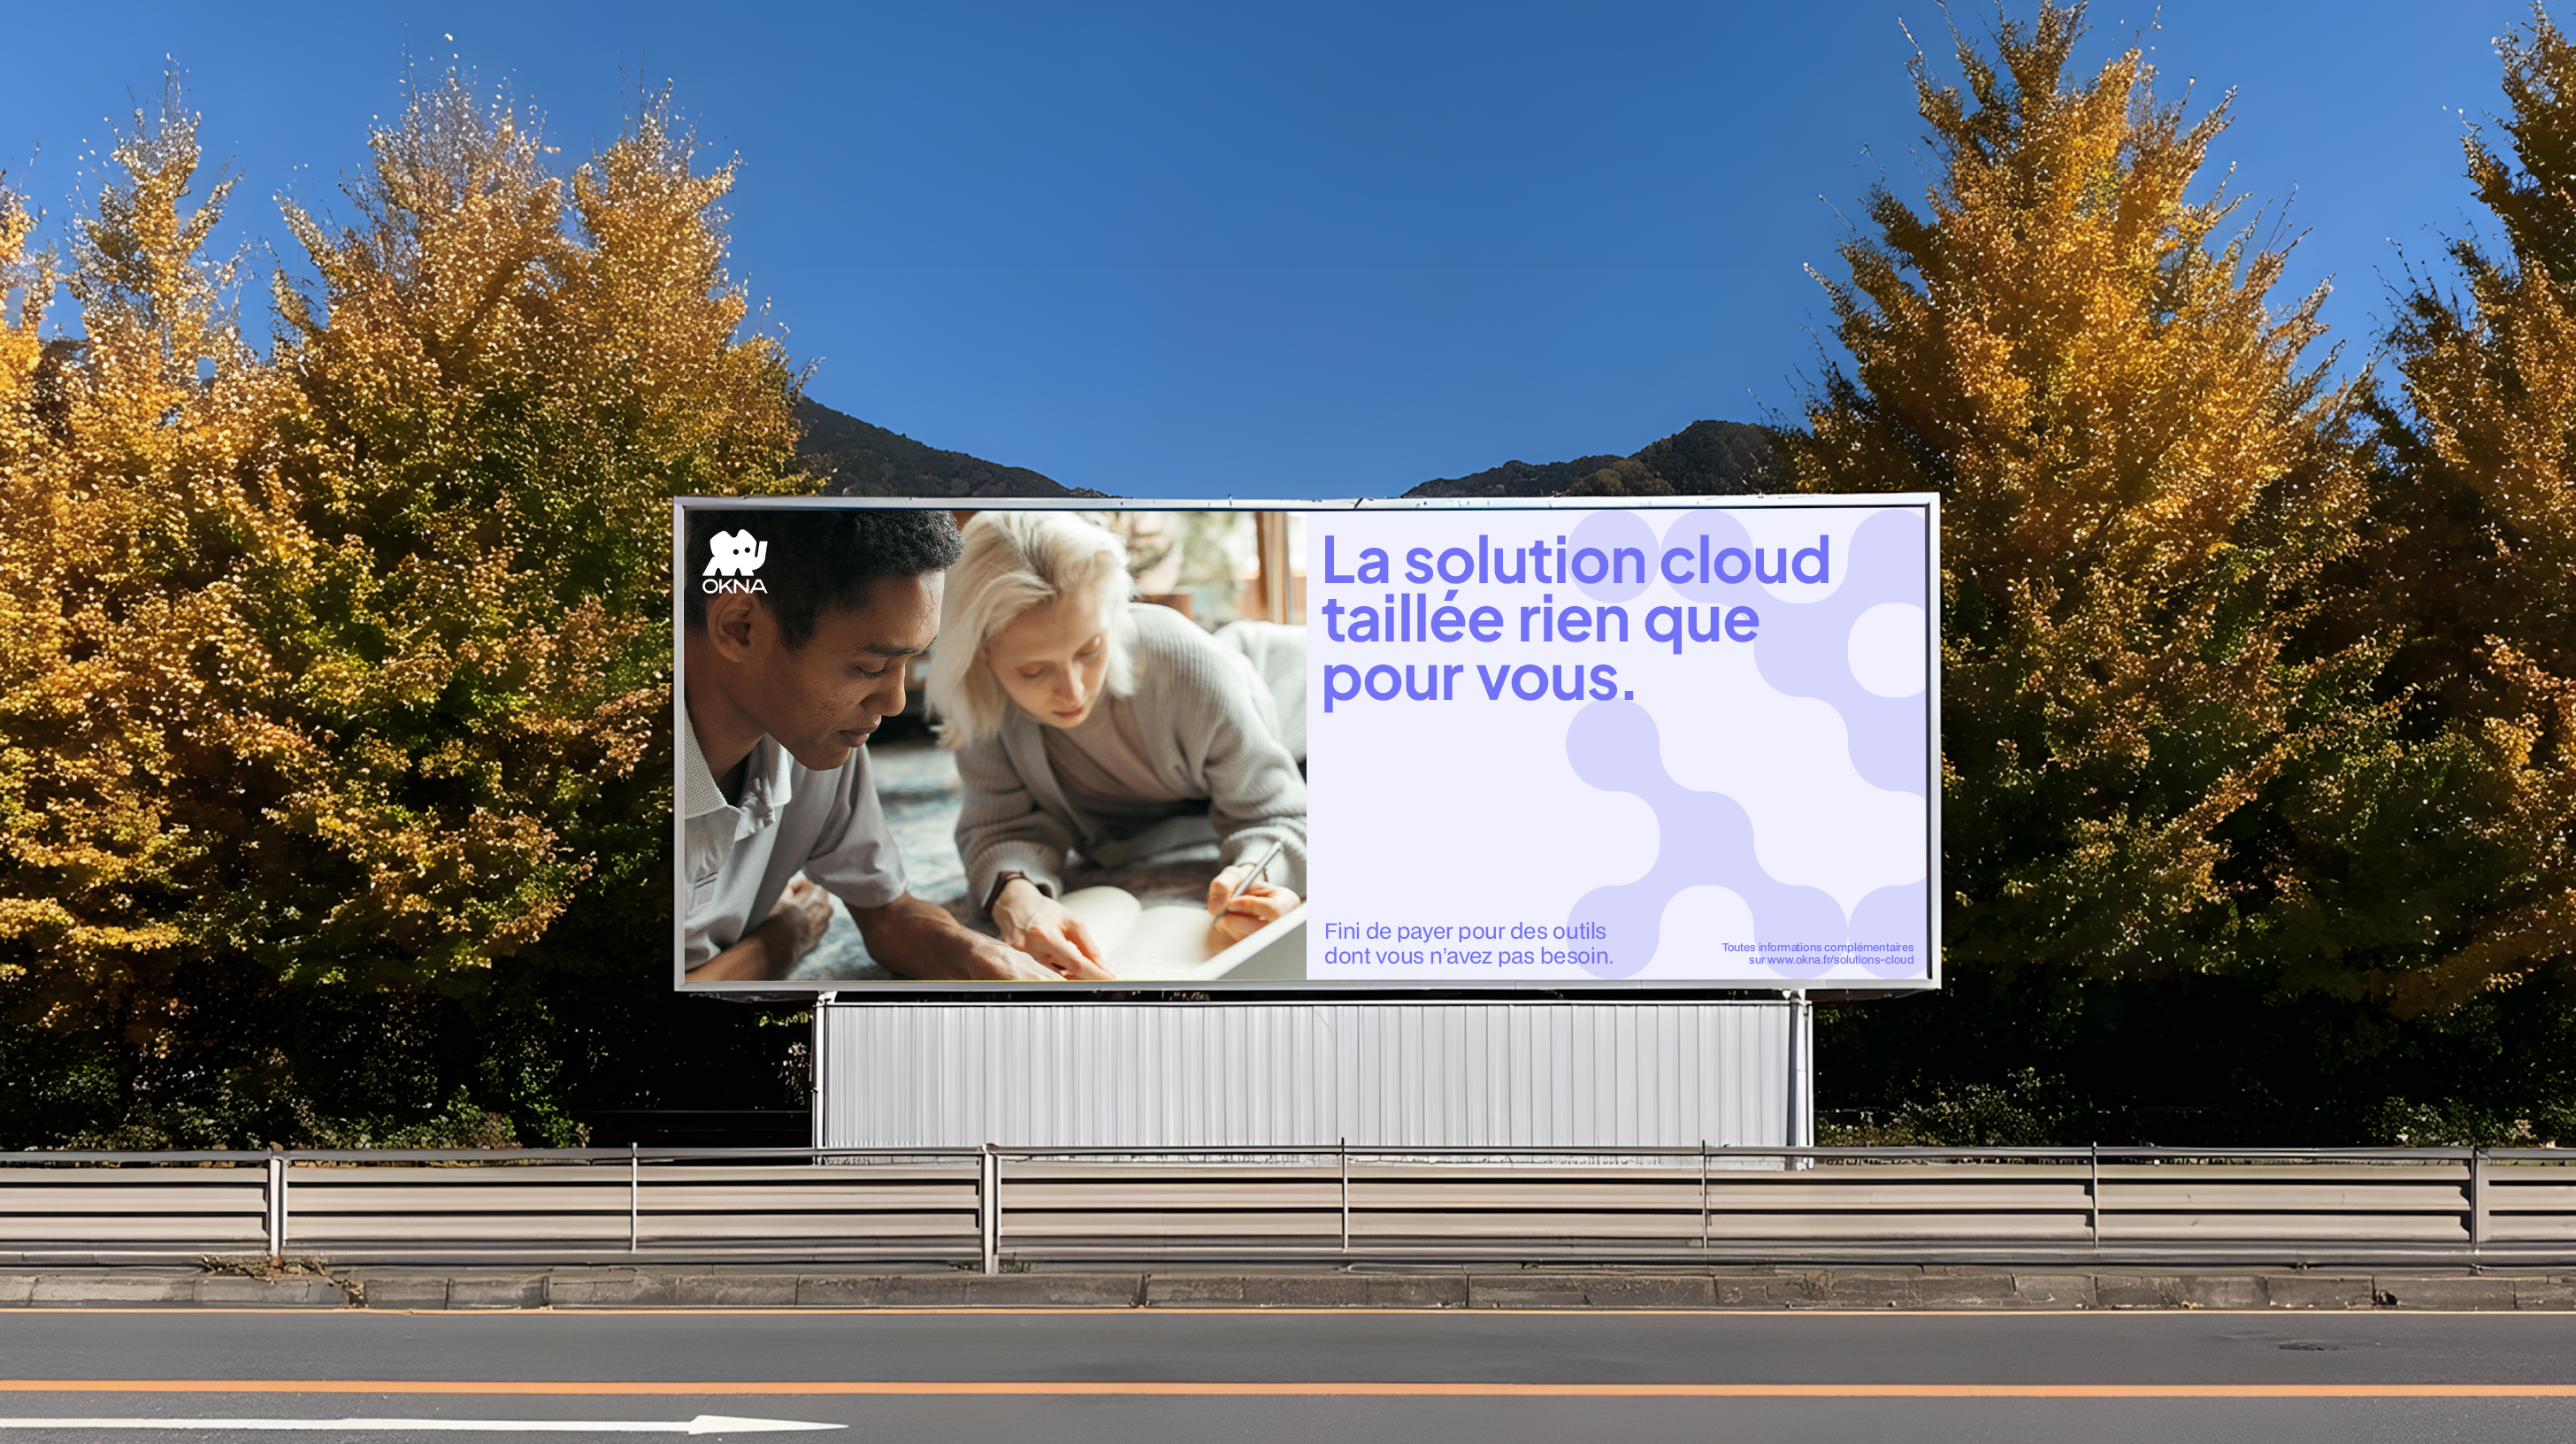 OKNA
La solution cloud
taillée rien que
pour vous.
Fini de payer pour des outils
dont vous n’avez pas besoin.
Toutes informations complémentaires
sur www.okna.fr/solutions-cloud